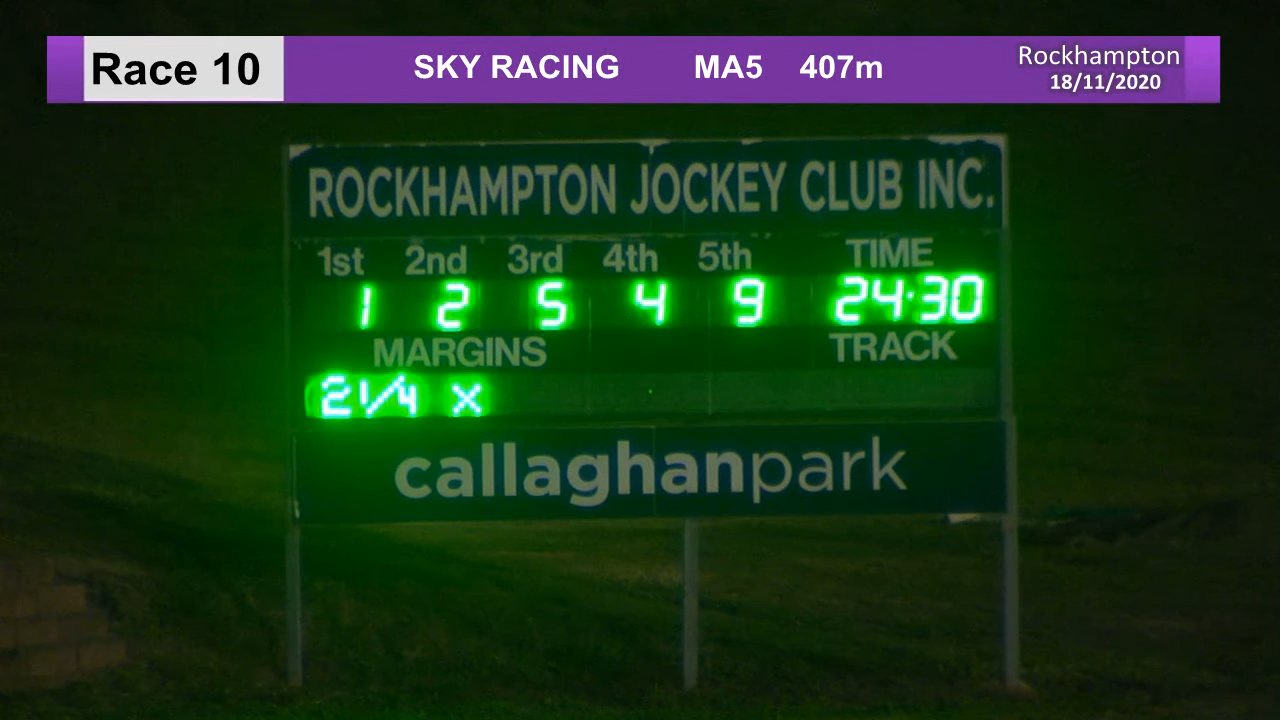 Race 10 SKY RACING MA5 407m Rockhampton
18/11/2020
ROCKHAMPTON JOCKEY CLUB INC.
1st 2nd 3rd 4th 5th TIME
1 2 5 4 9 24·30
MARGINS TRACK
2 1/4 x
callaghanpark